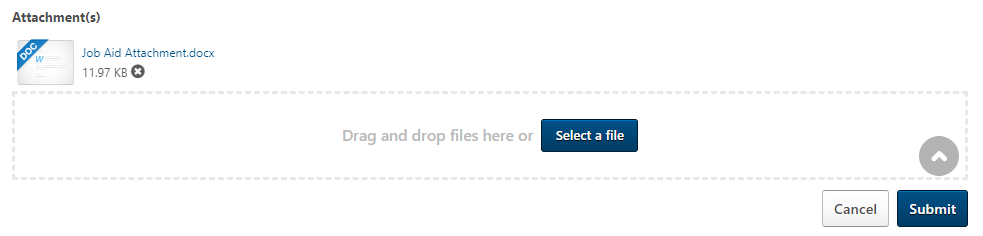 Attachment(s)
DOC
W
Job Aid Attachment.docx
11.97 KB
Drag and drop files here or Select a file
Cancel Submit